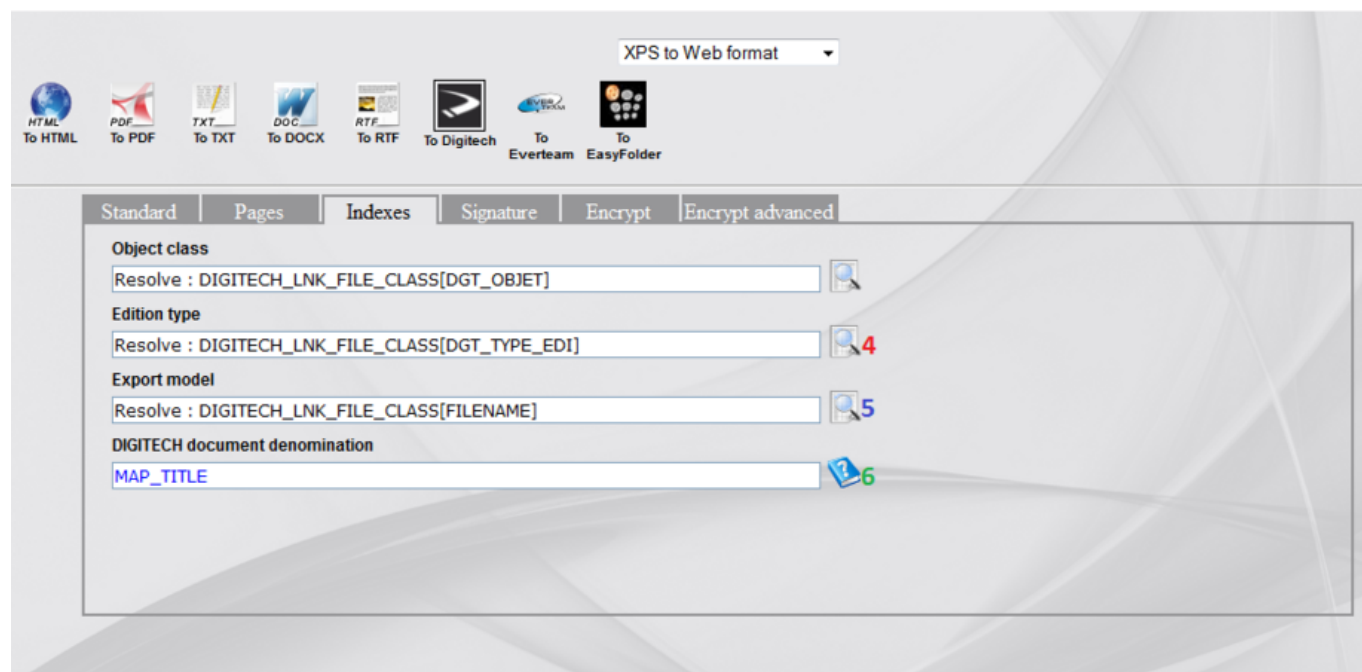 XPS to Web format
HTML
PDF
TXT
DOC
RTF
EVER TEAM
To HTML
To PDF
To TXT
To DOCX
To RTF
To Digitech
To Everteam
To EasyFolder
Standard Pages Indexes Signature Encrypt Encrypt advanced
Object class
Resolve : DIGITECH_LNK_FILE_CLASS[DGT_OBJET]
Edition type
Resolve : DIGITECH_LNK_FILE_CLASS[DGT_TYPE_EDI]
4
Export model
Resolve : DIGITECH_LNK_FILE_CLASS[FILENAME]
5
DIGITECH document denomination
MAP_TITLE
?
6